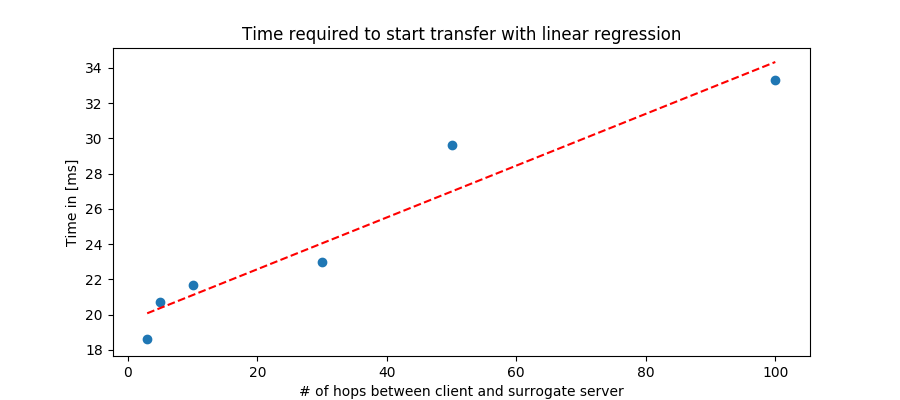 Time required to start transfer with linear regression
34
32
30
28
26
24
22
20
18
Time in [ms]
0 20 40 60 80 100
# of hops between client and surrogate server